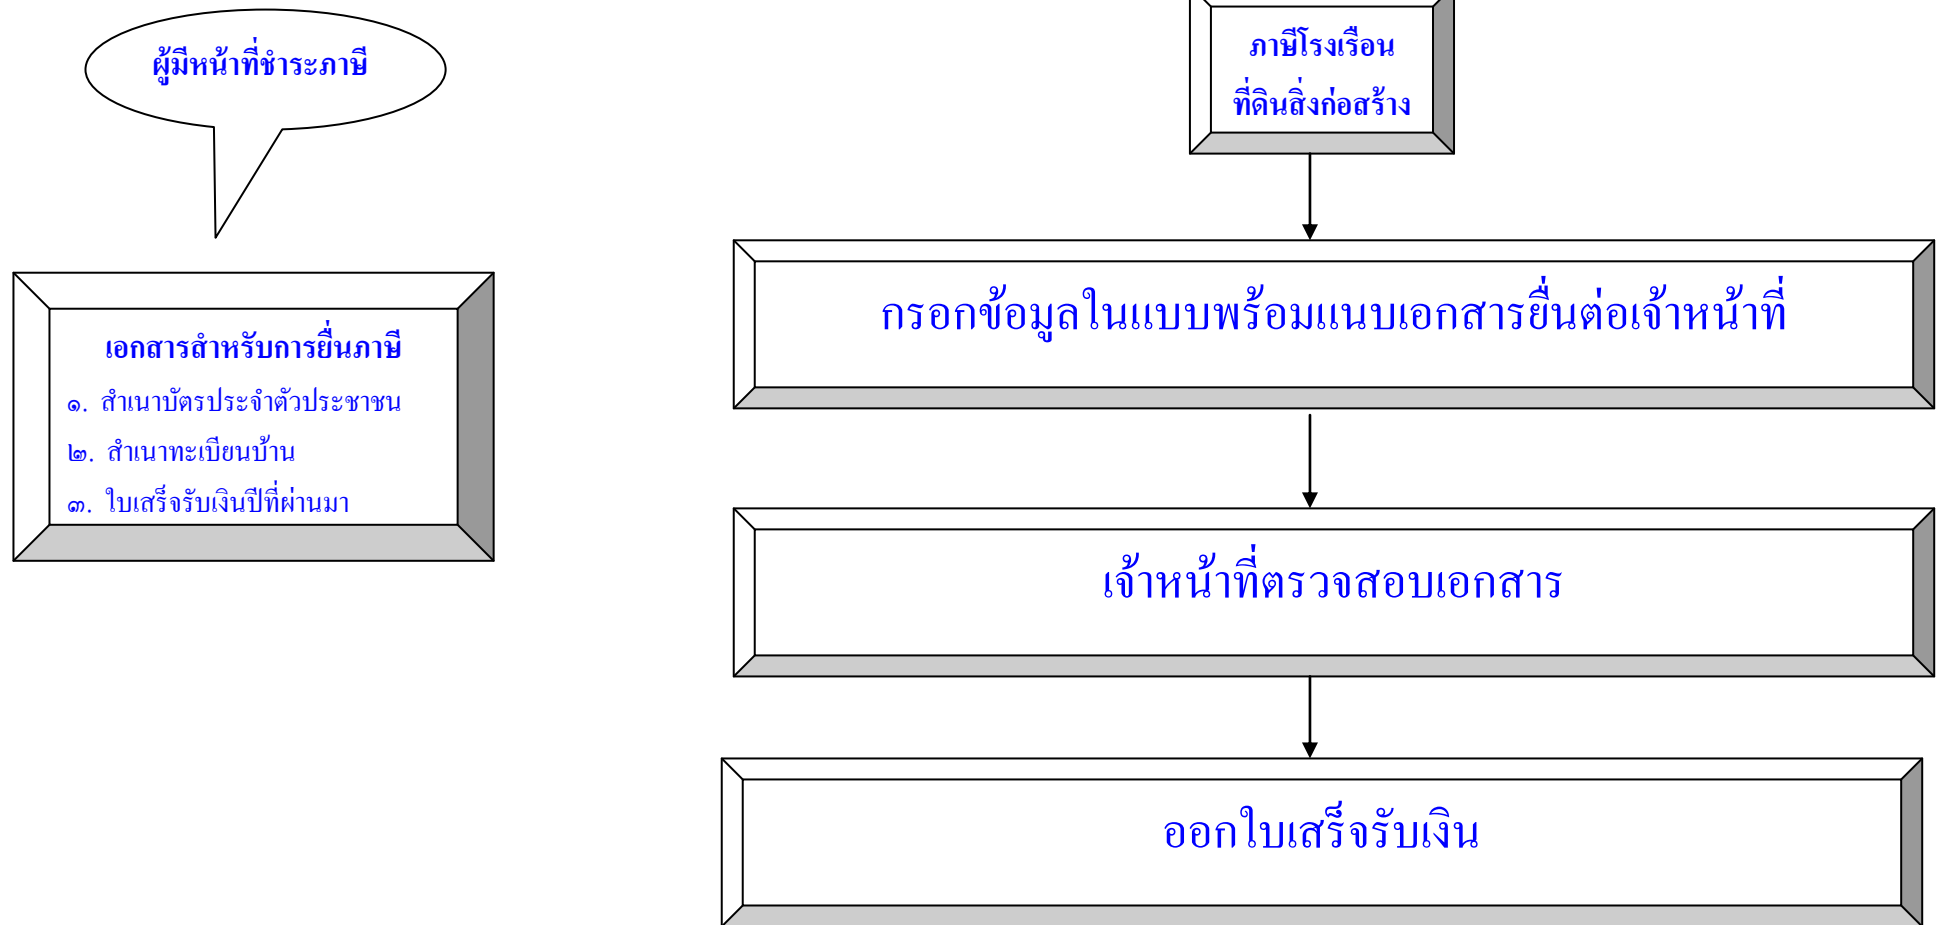 ผู้มีหน้าที่ชำระภาษี
เอกสารสำหรับการยื่นภาษี
๑. สำเนาบัตรประจำตัวประชาชน
๒. สำเนาทะเบียนบ้าน
๓. ใบเสร็จรับเงินปีที่ผ่านมา
ภาษีโรงเรือน
ที่ดินสิ่งก่อสร้าง
กรอกข้อมูลในแบบพร้อมแนบเอกสารยื่นต่อเจ้าหน้าที่
เจ้าหน้าที่ตรวจสอบเอกสาร
ออกใบเสร็จรับเงิน